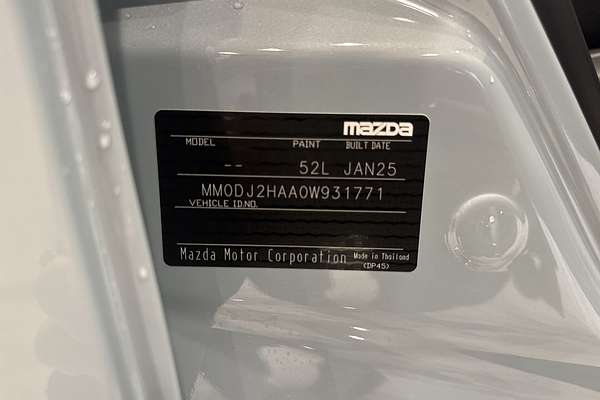 mazda
MODEL PAINT BUILT DATE
-- 52L JAN25
MM0DJ2HAA0W931771
VEHICLE ID.NO.
Mazda Motor Corporation Made in Thailand
(DP45)